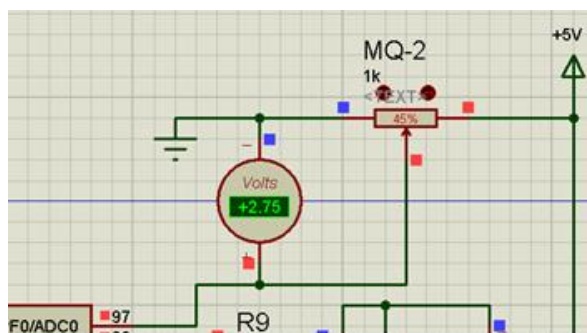 +5V
MQ-2
1k
<TEXT>
45%
Volts
+2.75
97
F0/ADC0
R9